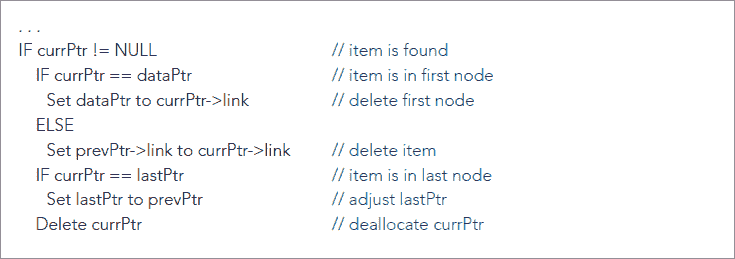 . . .
IF currPtr != NULL // item is found
IF currPtr == dataPtr // item is in first node
Set dataPtr to currPtr->link // delete first node
ELSE
Set prevPtr->link to currPtr->link // delete item
IF currPtr == lastPtr // item is in last node
Set lastPtr to prevPtr // adjust lastPtr
Delete currPtr // deallocate currPtr